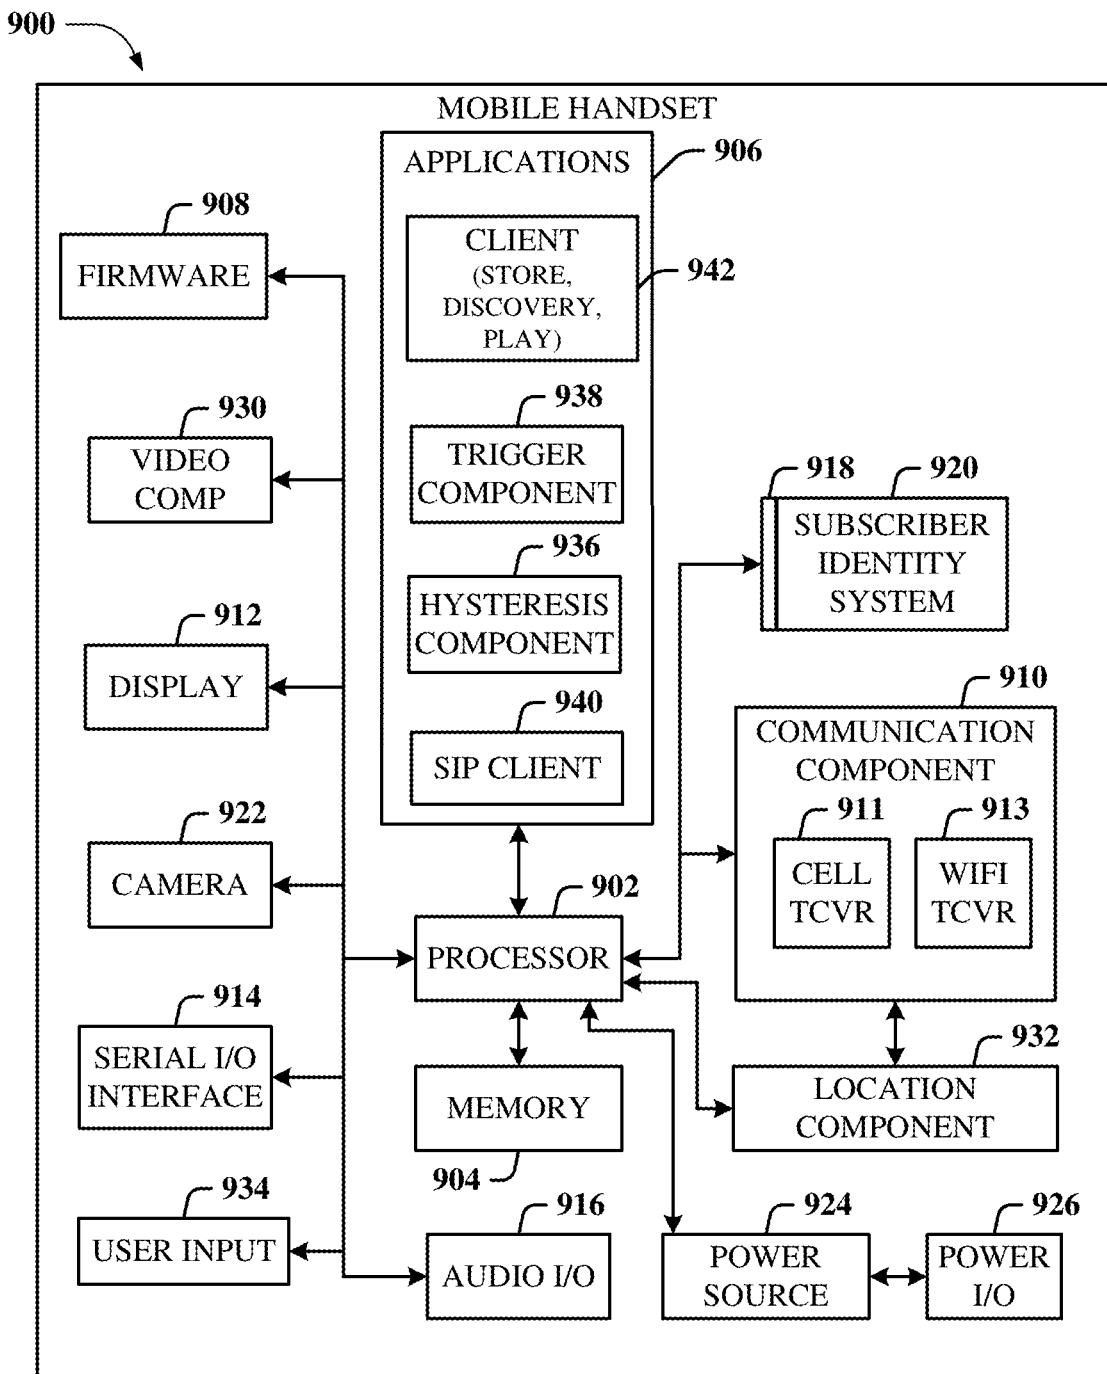 900
MOBILE HANDSET
APPLICATIONS
906
908
FIRMWARE
CLIENT
(STORE,
DISCOVERY,
PLAY)
942
930
VIDEO
COMP
938
TRIGGER
COMPONENT
918
920
SUBSCRIBER
IDENTITY
SYSTEM
936
HYSTERESIS
COMPONENT
912
DISPLAY
940
SIP CLIENT
910
COMMUNICATION
COMPONENT
911
CELL
TCVR
913
WIFI
TCVR
922
CAMERA
902
PROCESSOR
914
SERIAL I/O
INTERFACE
MEMORY
904
932
LOCATION
COMPONENT
934
USER INPUT
916
AUDIO I/O
924
POWER
SOURCE
926
POWER
I/O